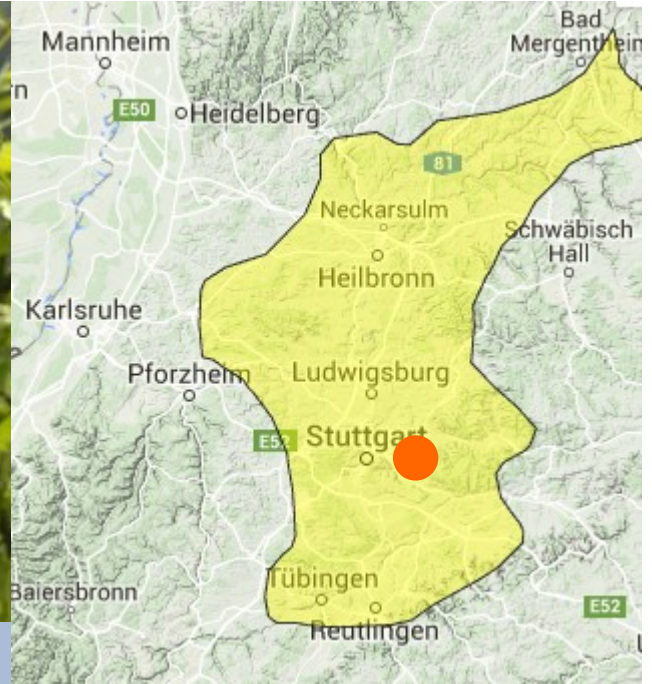 Bad
Mergentheim
Mannheim
rn
E50
Heidelberg
81
Neckarsulm
Schwäbisch
Hall
Heilbronn
Karlsruhe
Pforzheim
Ludwigsburg
E52
Stuttgart
Tübingen
Baiersbronn
E52
Reutlingen